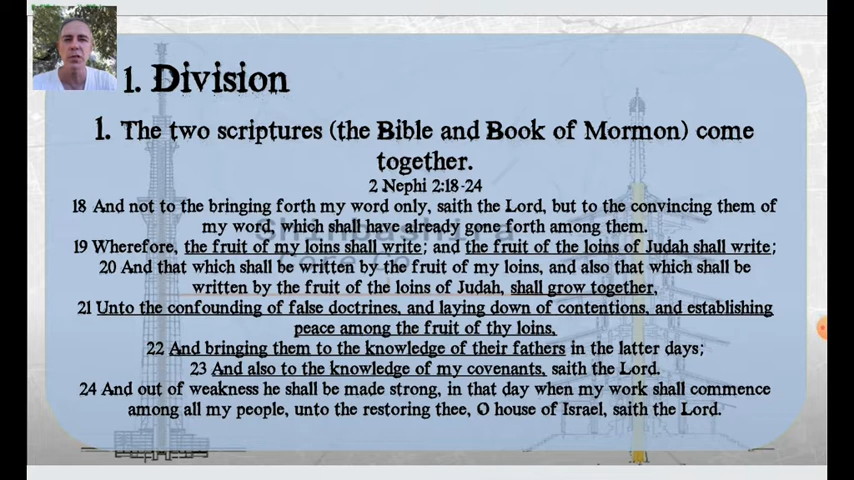 1. Division
1. The two scriptures (the Bible and Book of Mormon) come
together.
2 Nephi 2:18-24
18 And not to the bringing forth my word only, saith the Lord, but to the convincing them of
my word, which shall have already gone forth among them.
19 Wherefore, the fruit of my loins shall write; and the fruit of the loins of Judah shall write;
20 And that which shall be written by the fruit of my loins, and also that which shall be
written by the fruit of the loins of Judah, shall grow together,
21 Unto the confounding of false doctrines, and laying down of contentions, and establishing
peace among the fruit of thy loins,
22 And bringing them to the knowledge of their fathers in the latter days;
23 And also to the knowledge of my covenants, saith the Lord.
24 And out of weakness he shall be made strong, in that day when my work shall commence
among all my people, unto the restoring thee, O house of Israel, saith the Lord.